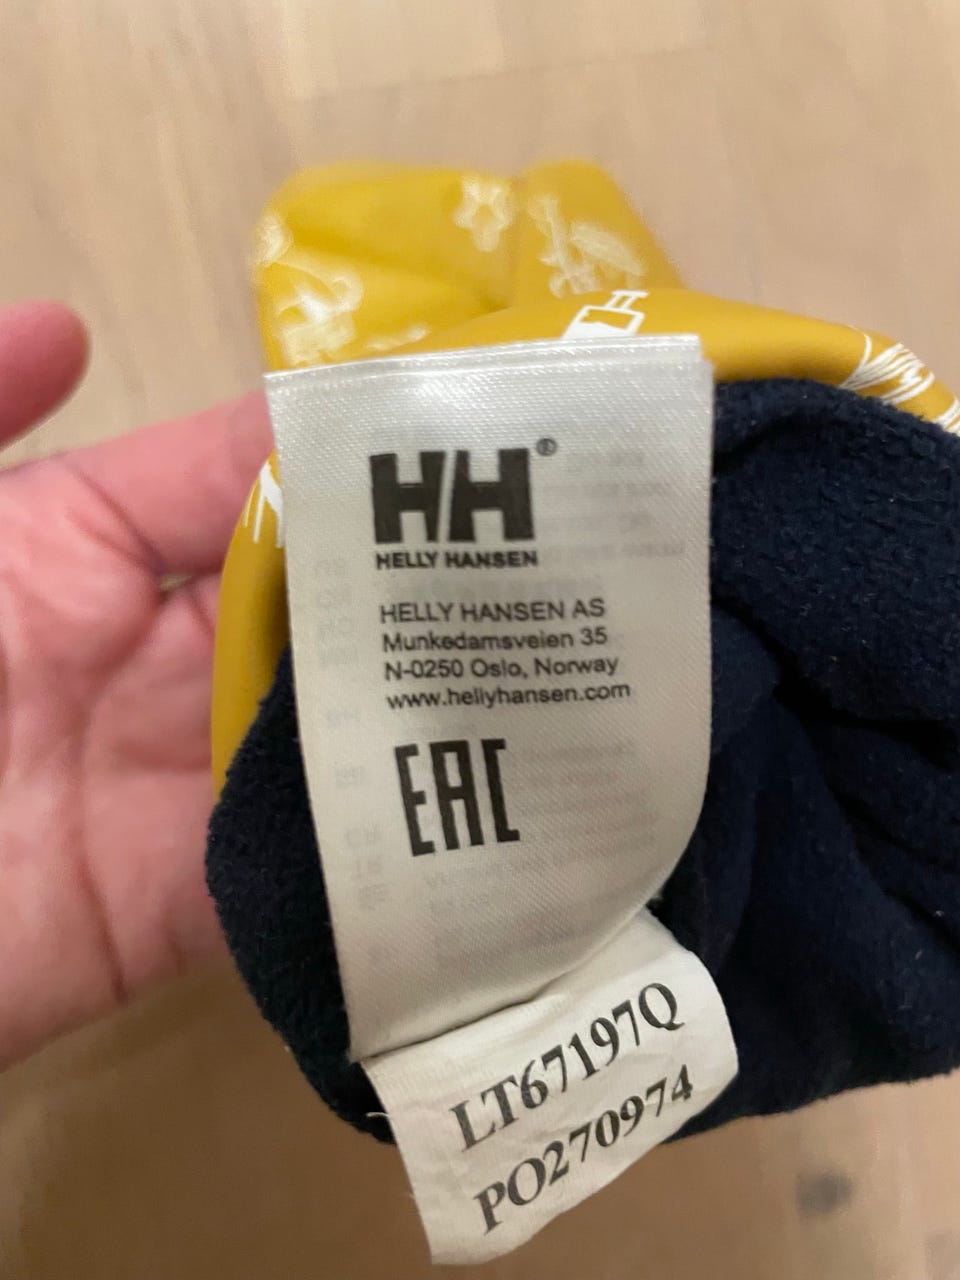 HH®
HELLY HANSEN
HELLY HANSEN AS
Munkedamsveien 35
N-0250 Oslo, Norway
www.hellyhansen.com
EAC
LT67197Q
PO270974